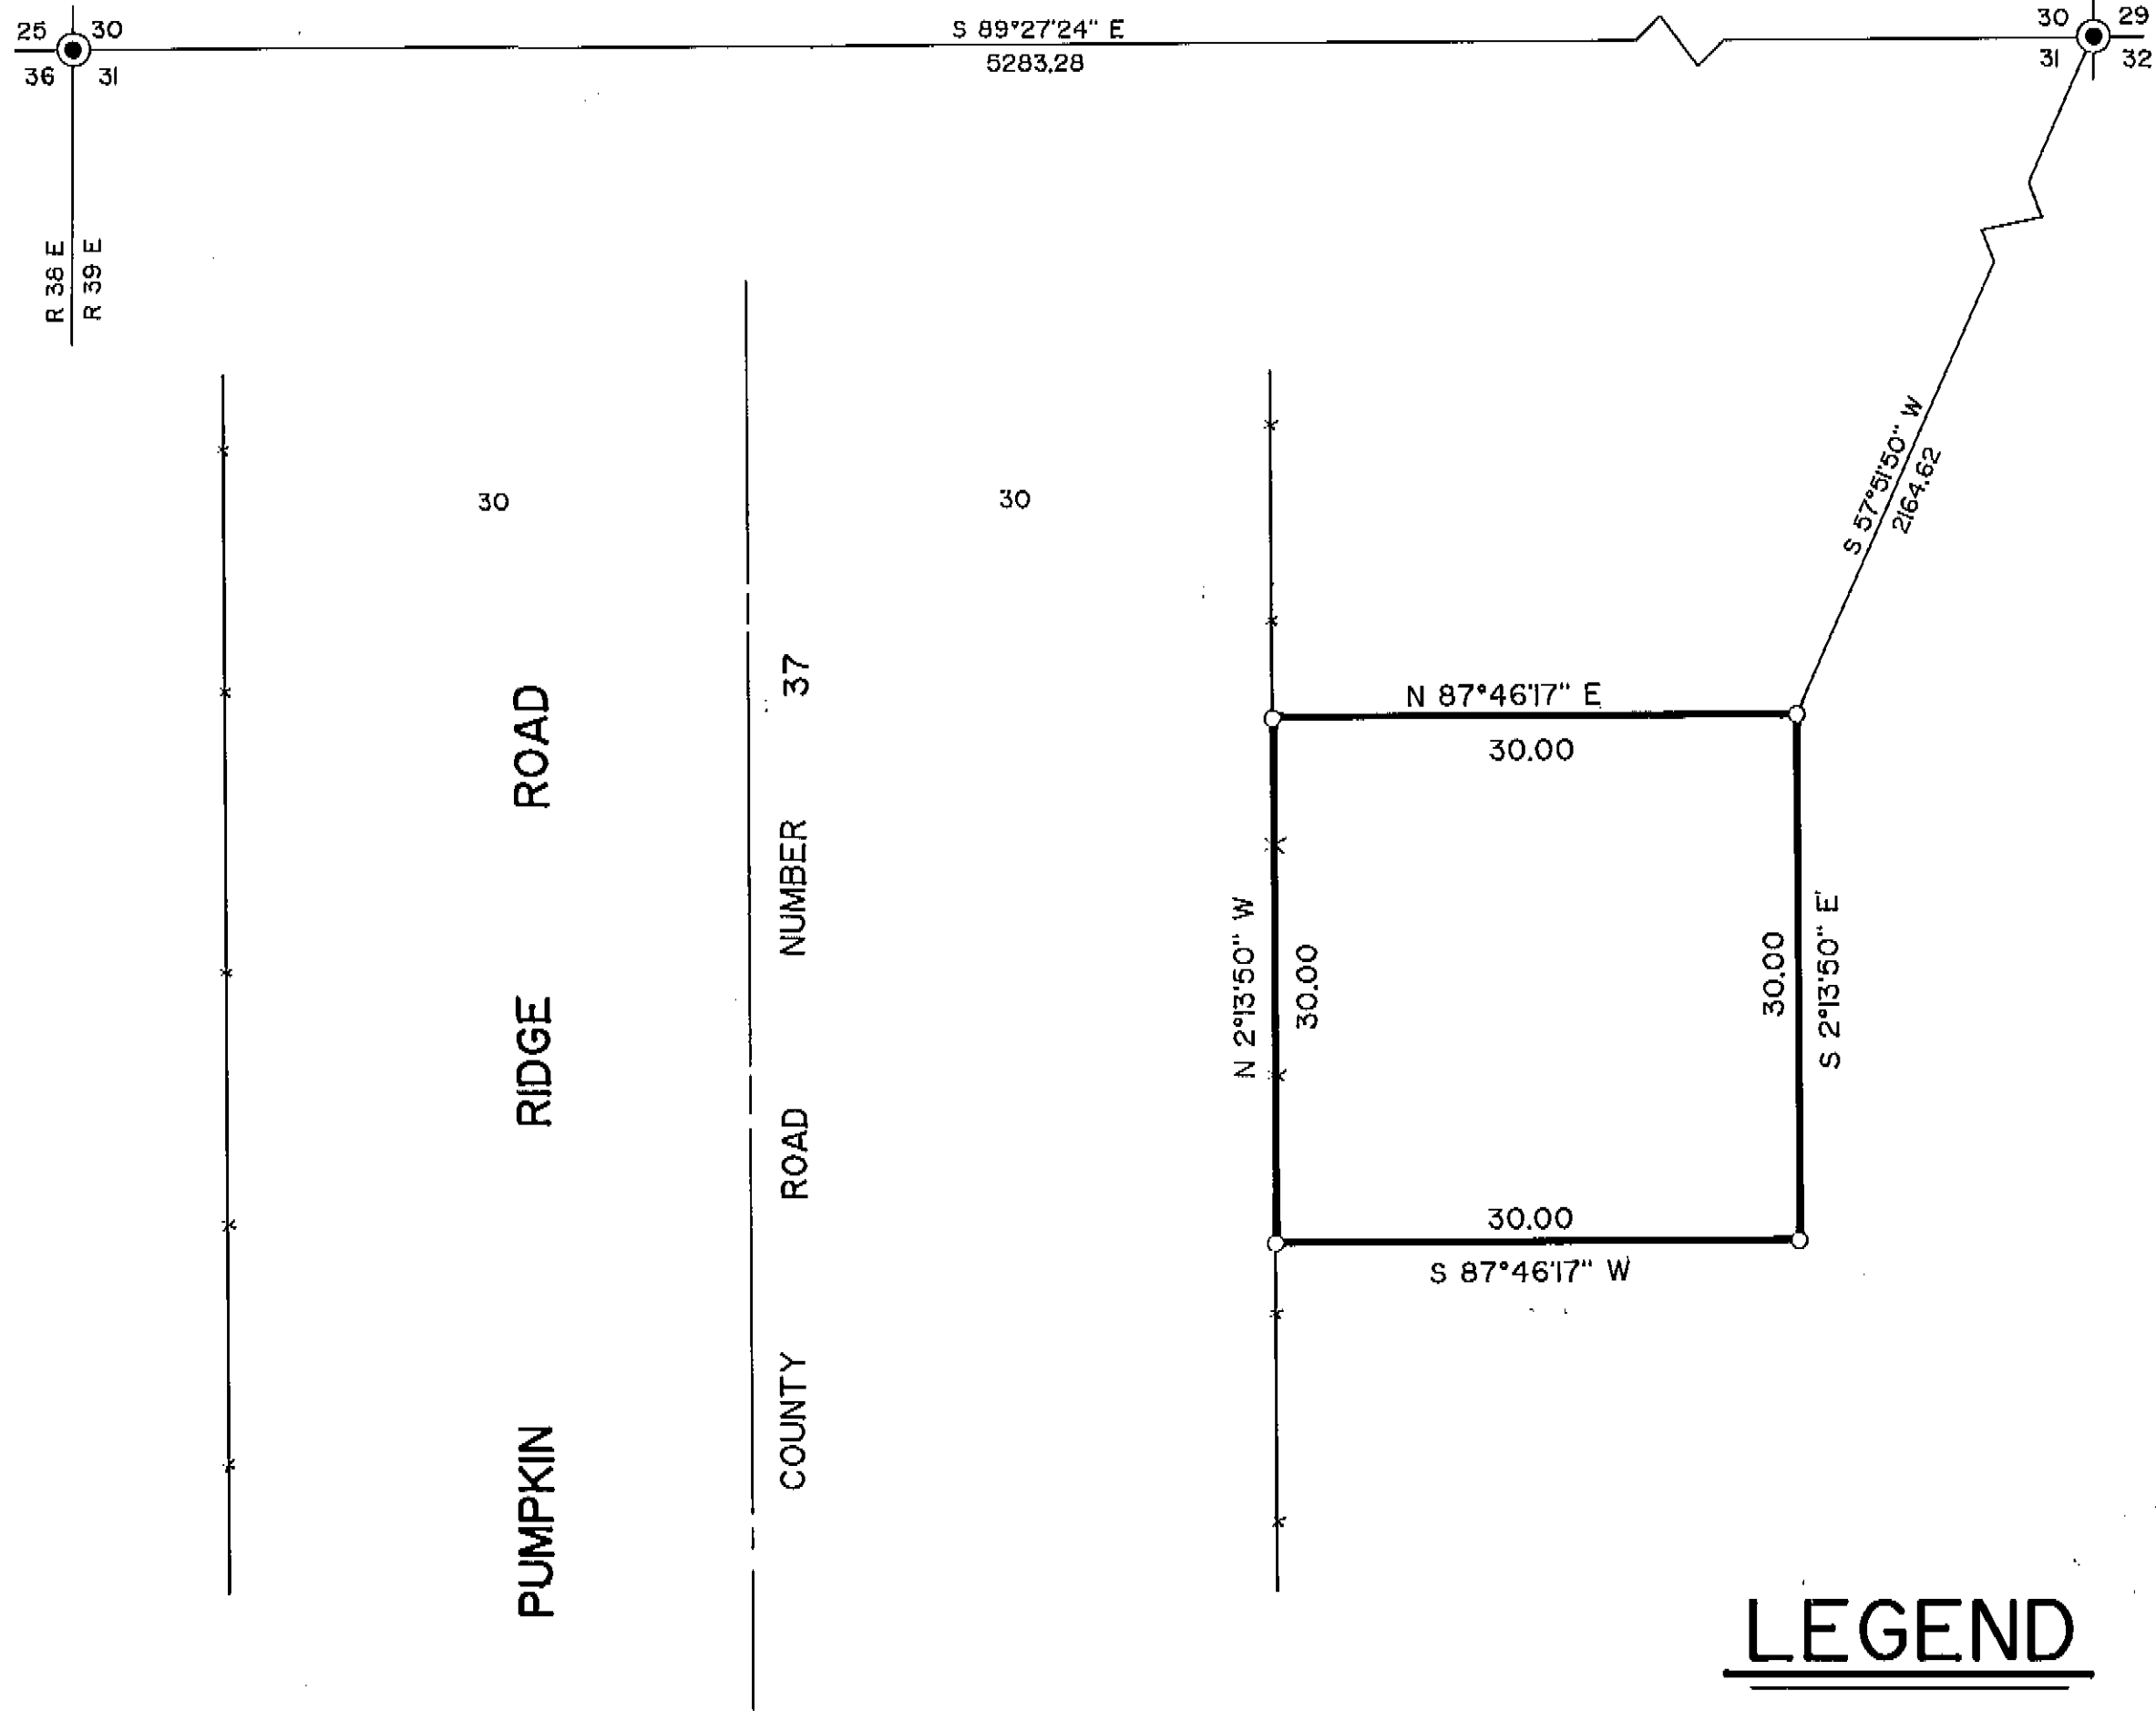 25 30
36 31
S 89°27'24" E
5283.28
30 29
31 32
R 38 E
R 39 E
S 57°51'50" W
2164.62
30
30
PUMPKIN RIDGE ROAD
COUNTY ROAD NUMBER 37
N 87°46'17" E
30.00
N 2°13'50" W
30.00
30.00
S 2°13'50" E
30.00
S 87°46'17" W
LEGEND